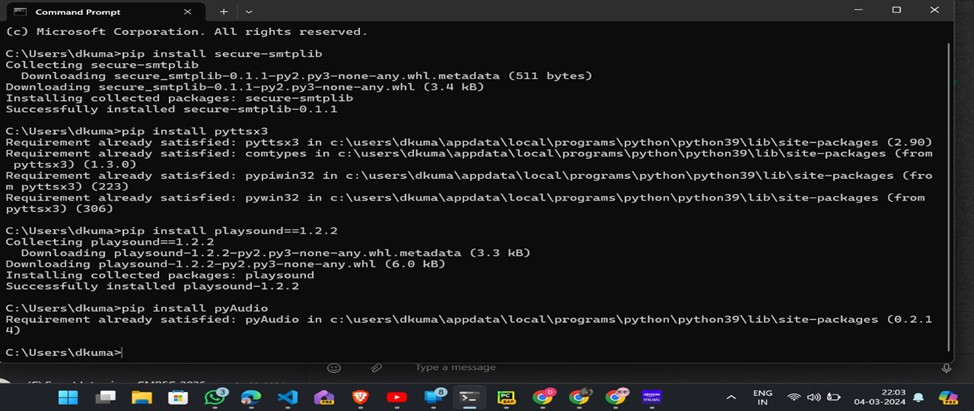 Command Prompt
(c) Microsoft Corporation. All rights reserved.
C:\Users\dkuma>pip install secure-smtplib
Collecting secure-smtplib
Downloading secure_smtplib-0.1.1-py2.py3-none-any.whl.metadata (511 bytes)
Downloading secure_smtplib-0.1.1-py2.py3-none-any.whl (3.4 kB)
Installing collected packages: secure-smtplib
Successfully installed secure-smtplib-0.1.1
C:\Users\dkuma>pip install pyttsx3
Requirement already satisfied: pyttsx3 in c:\users\dkuma\appdata\local\programs\python\python39\lib\site-packages (2.90)
Requirement already satisfied: comtypes in c:\users\dkuma\appdata\local\programs\python\python39\lib\site-packages (from
pyttsx3) (1.3.0)
Requirement already satisfied: pypiwin32 in c:\users\dkuma\appdata\local\programs\python\python39\lib\site-packages (fro
m pyttsx3) (223)
Requirement already satisfied: pywin32 in c:\users\dkuma\appdata\local\programs\python\python39\lib\site-packages (from
pyttsx3) (306)
C:\Users\dkuma>pip install playsound==1.2.2
Collecting playsound==1.2.2
Downloading playsound-1.2.2-py2.py3-none-any.whl.metadata (3.3 kB)
Downloading playsound-1.2.2-py2.py3-none-any.whl (6.0 kB)
Installing collected packages: playsound
Successfully installed playsound-1.2.2
C:\Users\dkuma>pip install pyAudio
Requirement already satisfied: pyAudio in c:\users\dkuma\appdata\local\programs\python\python39\lib\site-packages (0.2.1
4)
C:\Users\dkuma>
Type a message
ENG
IN
22:03
04-03-2024